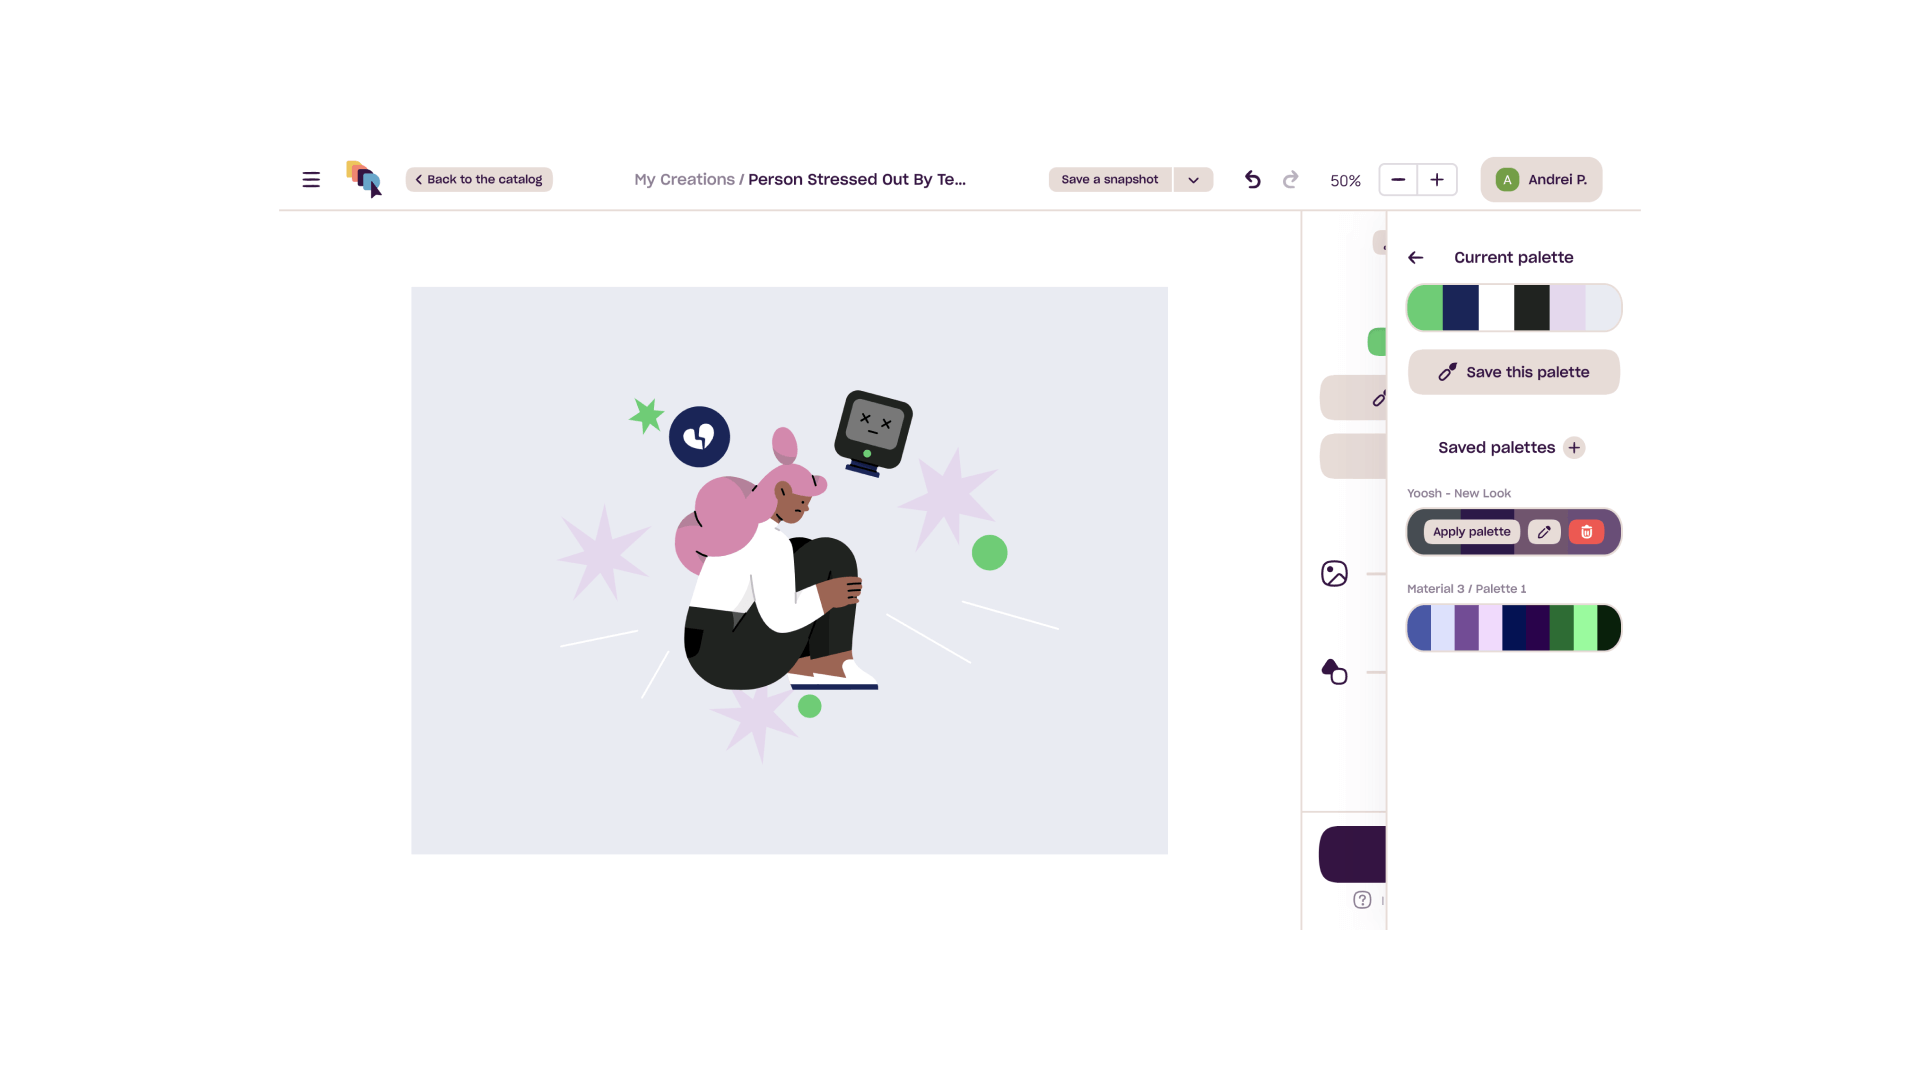 Back to the catalog
My Creations / Person Stressed Out By Te...
Save a snapshot
50%
A
Andrei P.
Current palette
Save this palette
Saved palettes
Yoosh - New Look
Apply palette
Material 3 / Palette 1